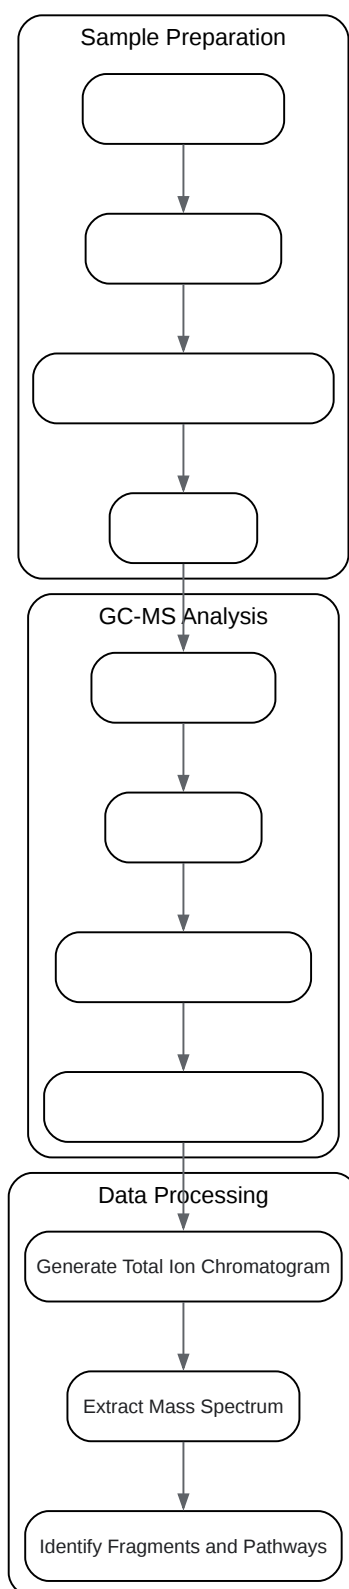 Sample Preparation
GC-MS Analysis
Data Processing
Generate Total Ion Chromatogram
Extract Mass Spectrum
Identify Fragments and Pathways